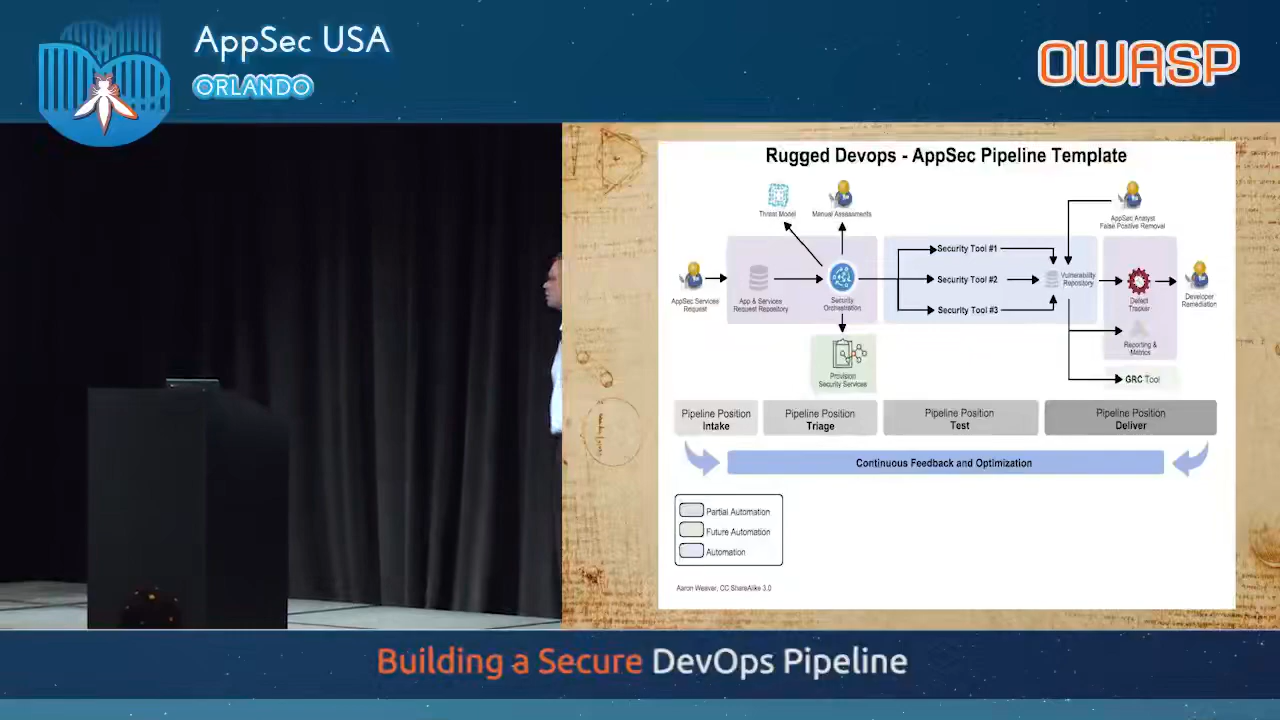 AppSec USA
ORLANDO
OWASP
Rugged Devops - AppSec Pipeline Template
Threat Model
Manual Assessments
AppSec Analyst
False Positive Removal
AppSec Services
Request
App & Services
Request Repository
Security
Orchestration
Security Tool #1
Security Tool #2
Security Tool #3
Vulnerability
Repository
Defect
Tracker
Developer
Remediation
Reporting &
Metrics
GRC Tool
Provision
Security Services
Pipeline Position
Intake
Pipeline Position
Triage
Pipeline Position
Test
Pipeline Position
Deliver
Continuous Feedback and Optimization
Partial Automation
Future Automation
Automation
Aaron Weaver, CC ShareAlike 3.0
Building a Secure DevOps Pipeline